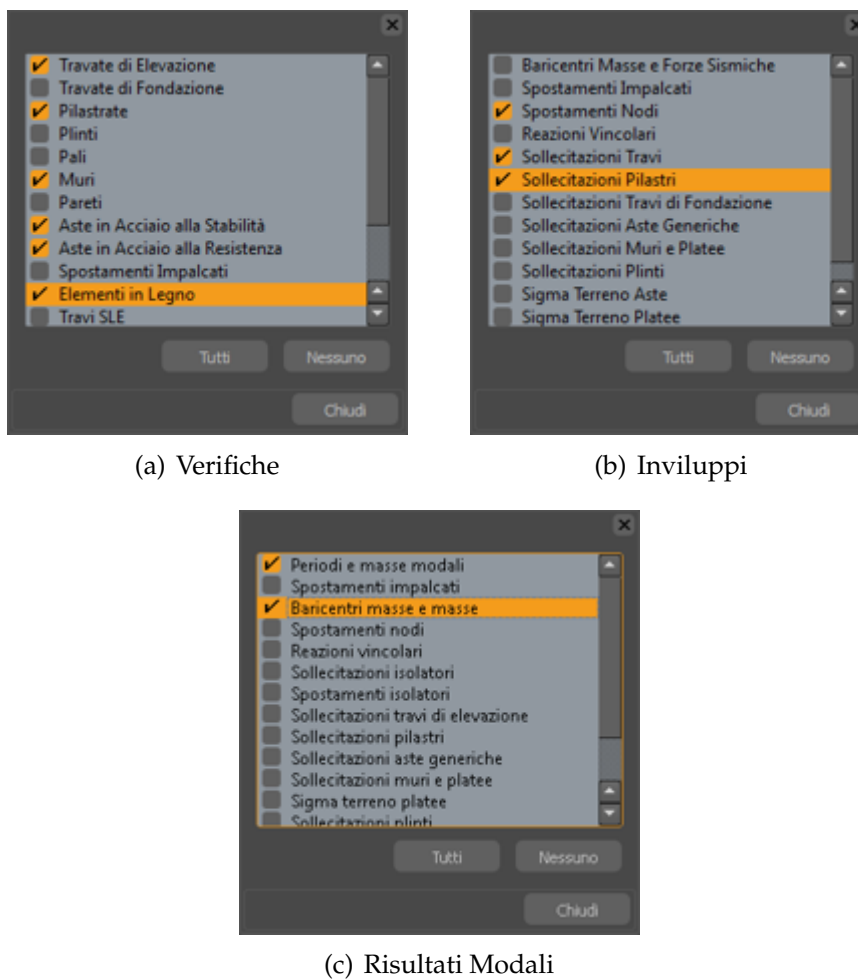 Travate di Elevazione
Travate di Fondazione
Pilastrate
Plinti
Pali
Muri
Pareti
Aste in Acciaio alla Stabilità
Aste in Acciaio alla Resistenza
Spostamenti Impalcati
Elementi in Legno
Travi SLE
Tutti
Nessuno
Chiudi
(a) Verifiche
Baricentri Masse e Forze Sismiche
Spostamenti Impalcati
Spostamenti Nodi
Reazioni Vincolari
Sollecitazioni Travi
Sollecitazioni Pilastri
Sollecitazioni Travi di Fondazione
Sollecitazioni Aste Generiche
Sollecitazioni Muri e Platee
Sollecitazioni Plinti
Sigma Terreno Aste
Sigma Terreno Platee
Tutti
Nessuno
Chiudi
(b) Inviluppi
Periodi e masse modali
Spostamenti impalcati
Baricentri masse e masse
Spostamenti nodi
Reazioni vincolari
Sollecitazioni isolatori
Spostamenti isolatori
Sollecitazioni travi di elevazione
Sollecitazioni pilastri
Sollecitazioni aste generiche
Sollecitazioni muri e platee
Sigma terreno platee
Sollecitazioni plinti
Tutti
Nessuno
Chiudi
(c) Risultati Modali